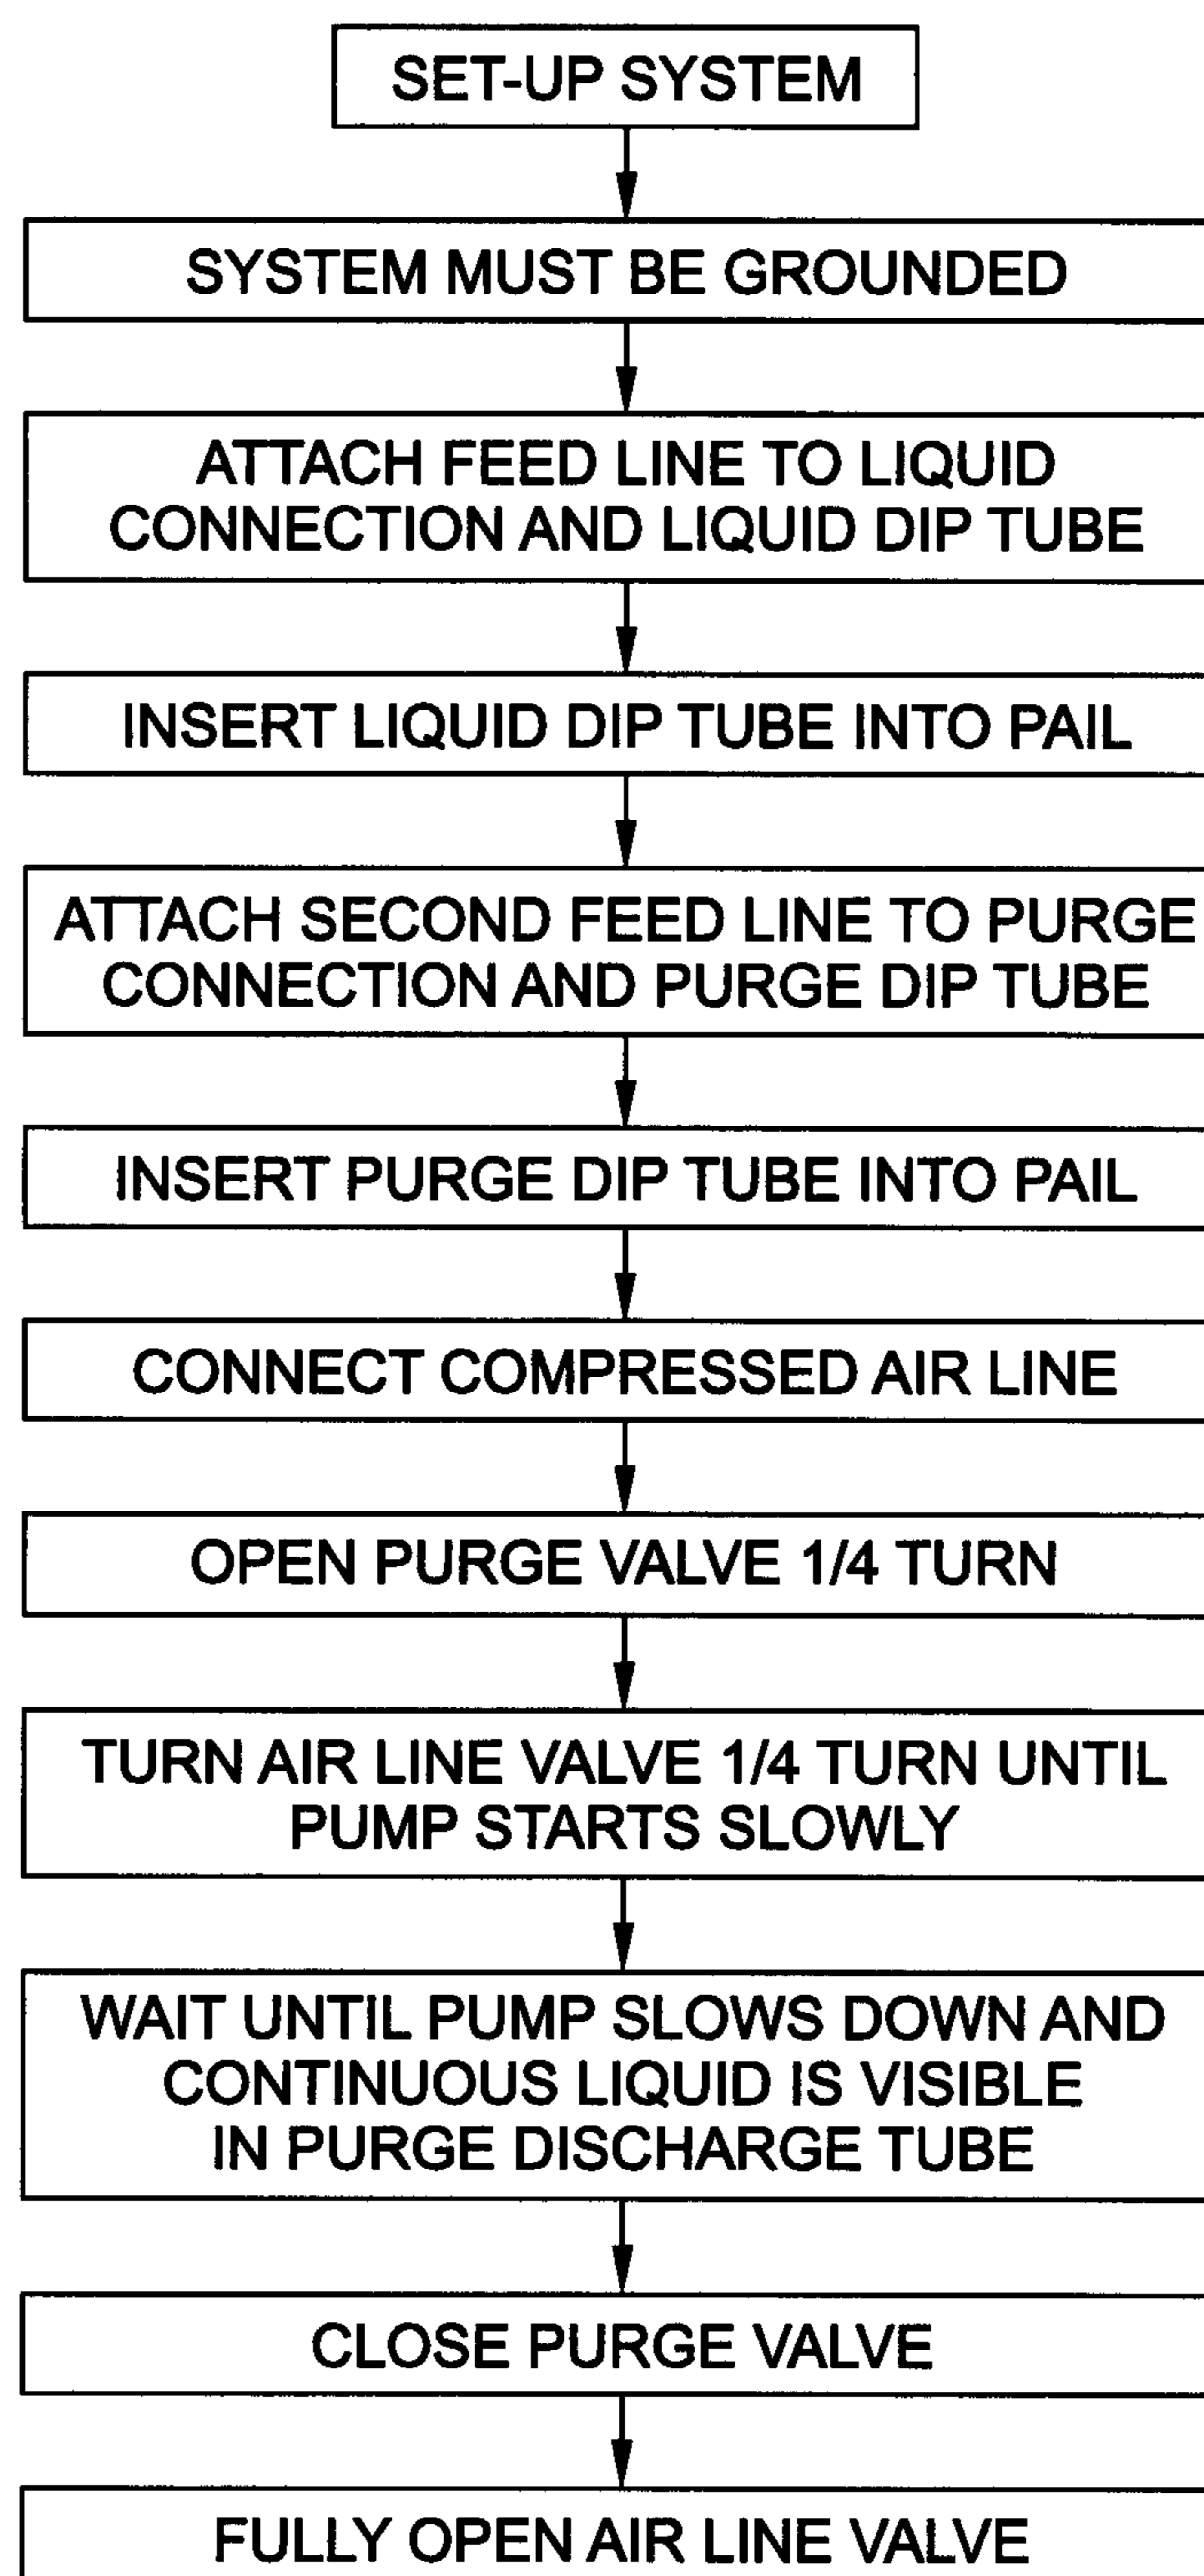 SET-UP SYSTEM
SYSTEM MUST BE GROUNDED
ATTACH FEED LINE TO LIQUID
CONNECTION AND LIQUID DIP TUBE
INSERT LIQUID DIP TUBE INTO PAIL
ATTACH SECOND FEED LINE TO PURGE
CONNECTION AND PURGE DIP TUBE
INSERT PURGE DIP TUBE INTO PAIL
CONNECT COMPRESSED AIR LINE
OPEN PURGE VALVE 1/4 TURN
TURN AIR LINE VALVE 1/4 TURN UNTIL
PUMP STARTS SLOWLY
WAIT UNTIL PUMP SLOWS DOWN AND
CONTINUOUS LIQUID IS VISIBLE
IN PURGE DISCHARGE TUBE
CLOSE PURGE VALVE
FULLY OPEN AIR LINE VALVE